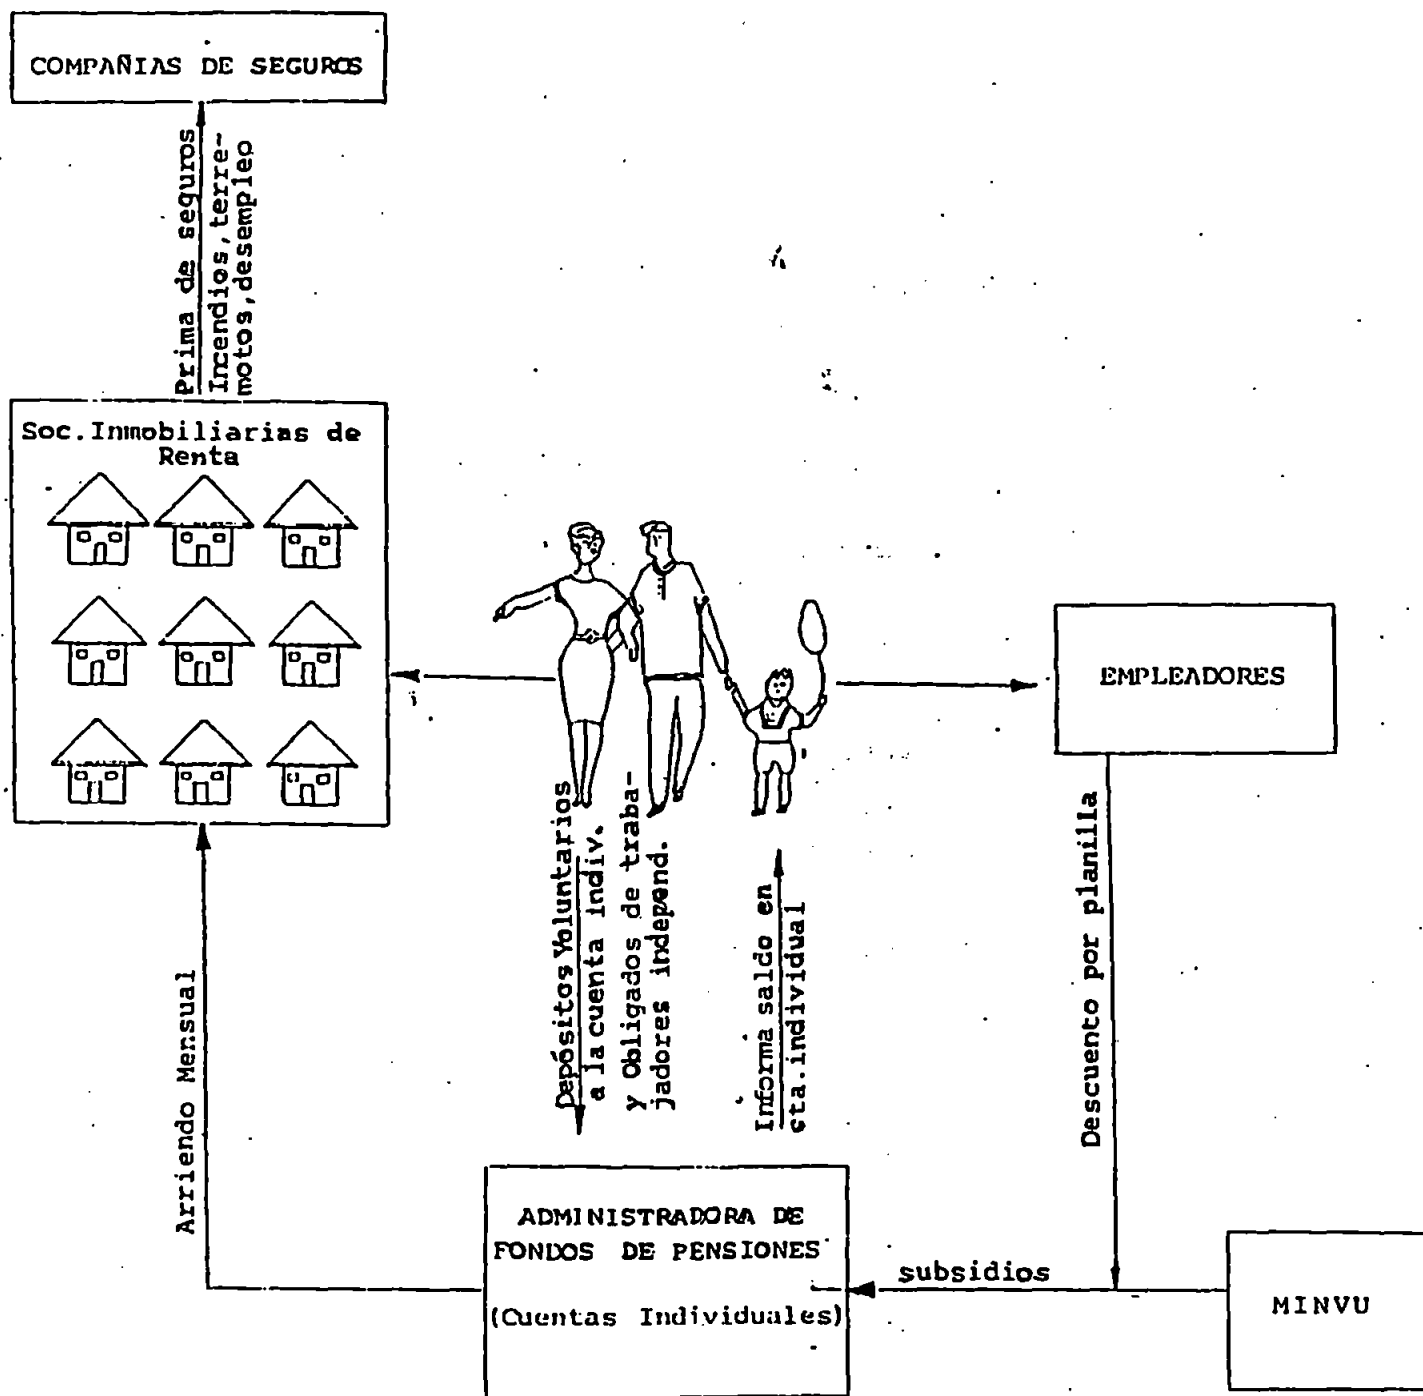 COMPAÑIAS DE SEGUROS
Prima de seguros
Incendios, terre-
motos, desempleo
Soc. Inmobiliarias de
Renta
EMPLEADORES
Depósitos Voluntarios
a la cuenta indiv.
y Obligados de traba-
jadores independ.
Informa saldo en
cta. individual
Descuento por planilla
Arriendo Mensual
ADMINISTRADORA DE
FONDOS DE PENSIONES
(Cuentas Individuales)
subsidios
MINVU